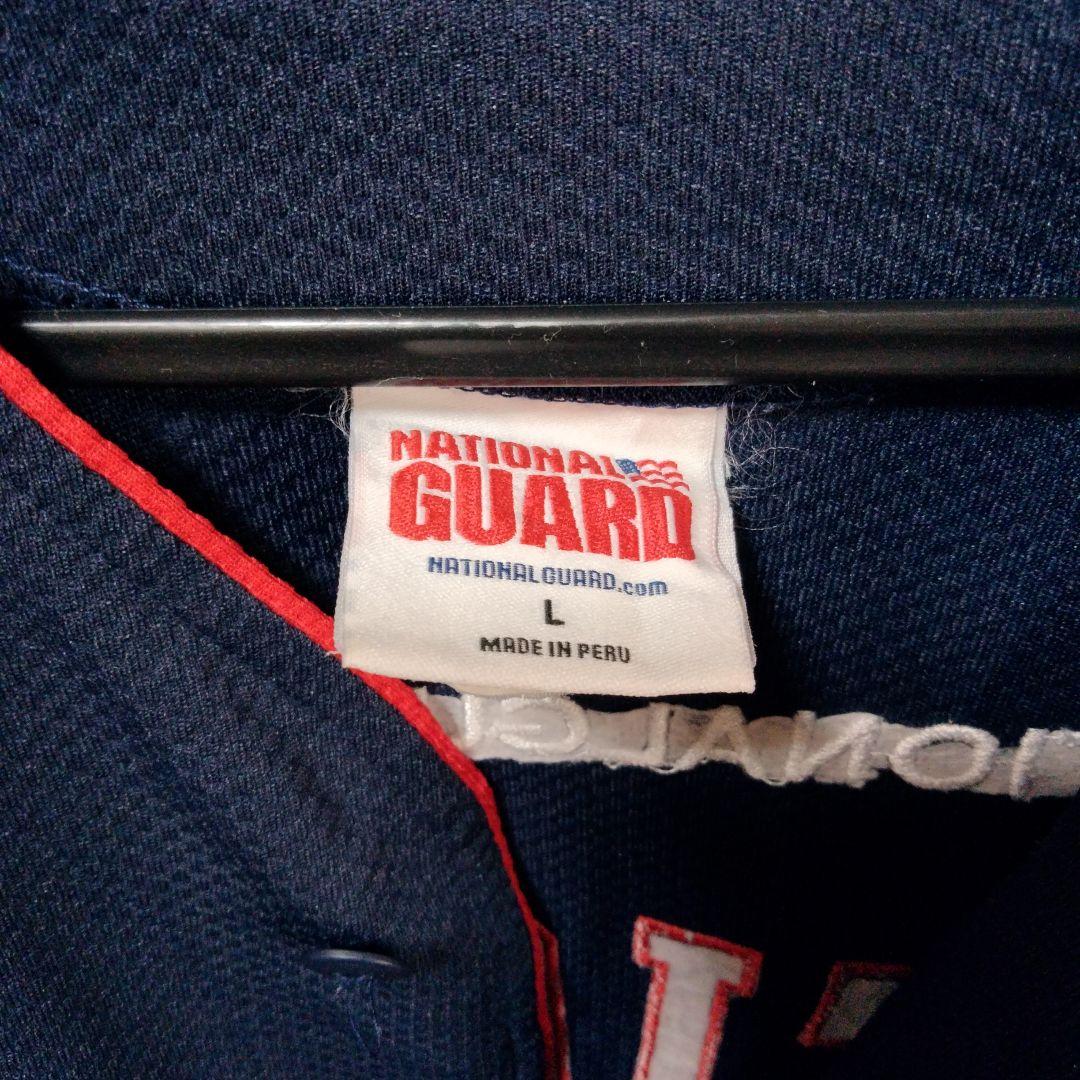 NATIONAL
GUARD
NATIONALGUARD.com
L
MADE IN PERU